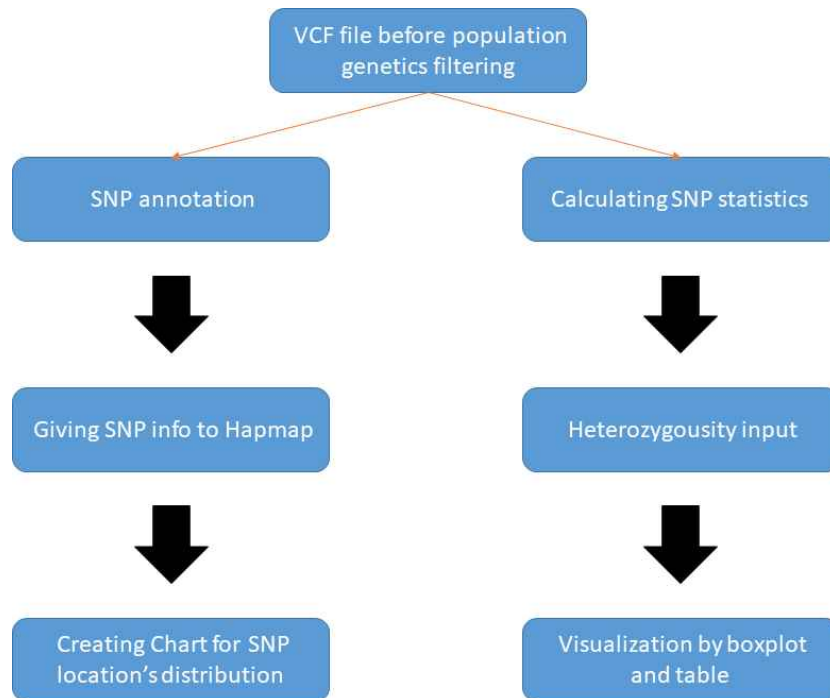 VCF file before population
genetics filtering
SNP annotation
Calculating SNP statistics
Giving SNP info to Hapmap
Heterozygousity input
Creating Chart for SNP
location's distribution
Visualization by boxplot
and table